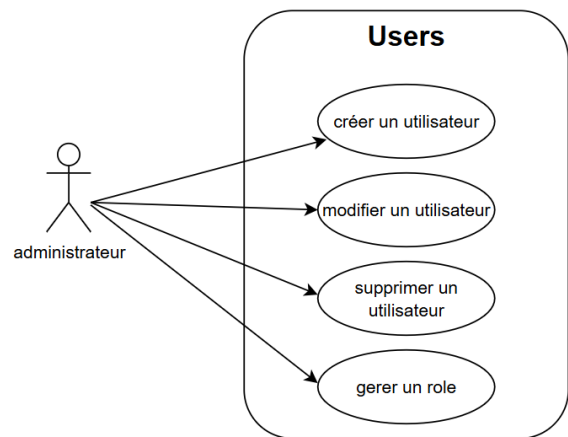 Users
créer un utilisateur
modifier un utilisateur
administrateur
supprimer un
utilisateur
gerer un role